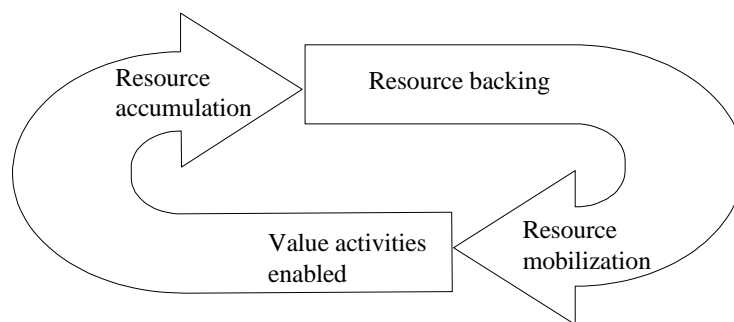 Resource
accumulation
Resource backing
Value activities
enabled
Resource
mobilization